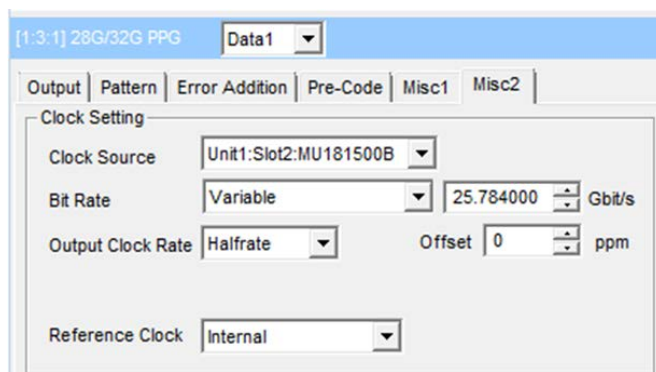 [1:3:1] 28G/32G PPG Data1
Output Pattern Error Addition Pre-Code Misc1 Misc2
Clock Setting
Clock Source Unit1:Slot2:MU181500B
Bit Rate Variable 25.784000 Gbit/s
Output Clock Rate Halfrate Offset 0 ppm
Reference Clock Internal